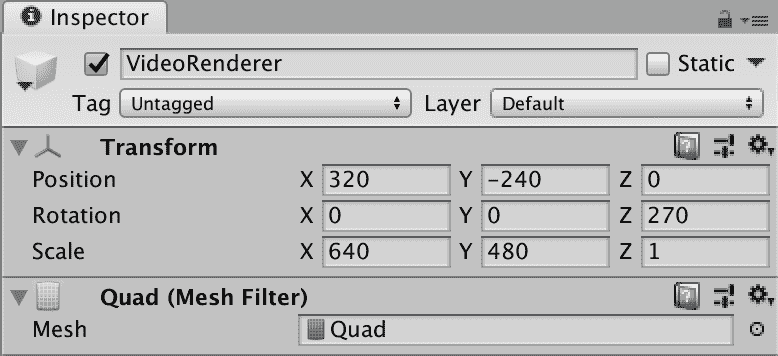 Inspector
VideoRenderer Static
Tag Untagged Layer Default
Transform
Position X 320 Y -240 Z 0
Rotation X 0 Y 0 Z 270
Scale X 640 Y 480 Z 1
Quad (Mesh Filter)
Mesh Quad